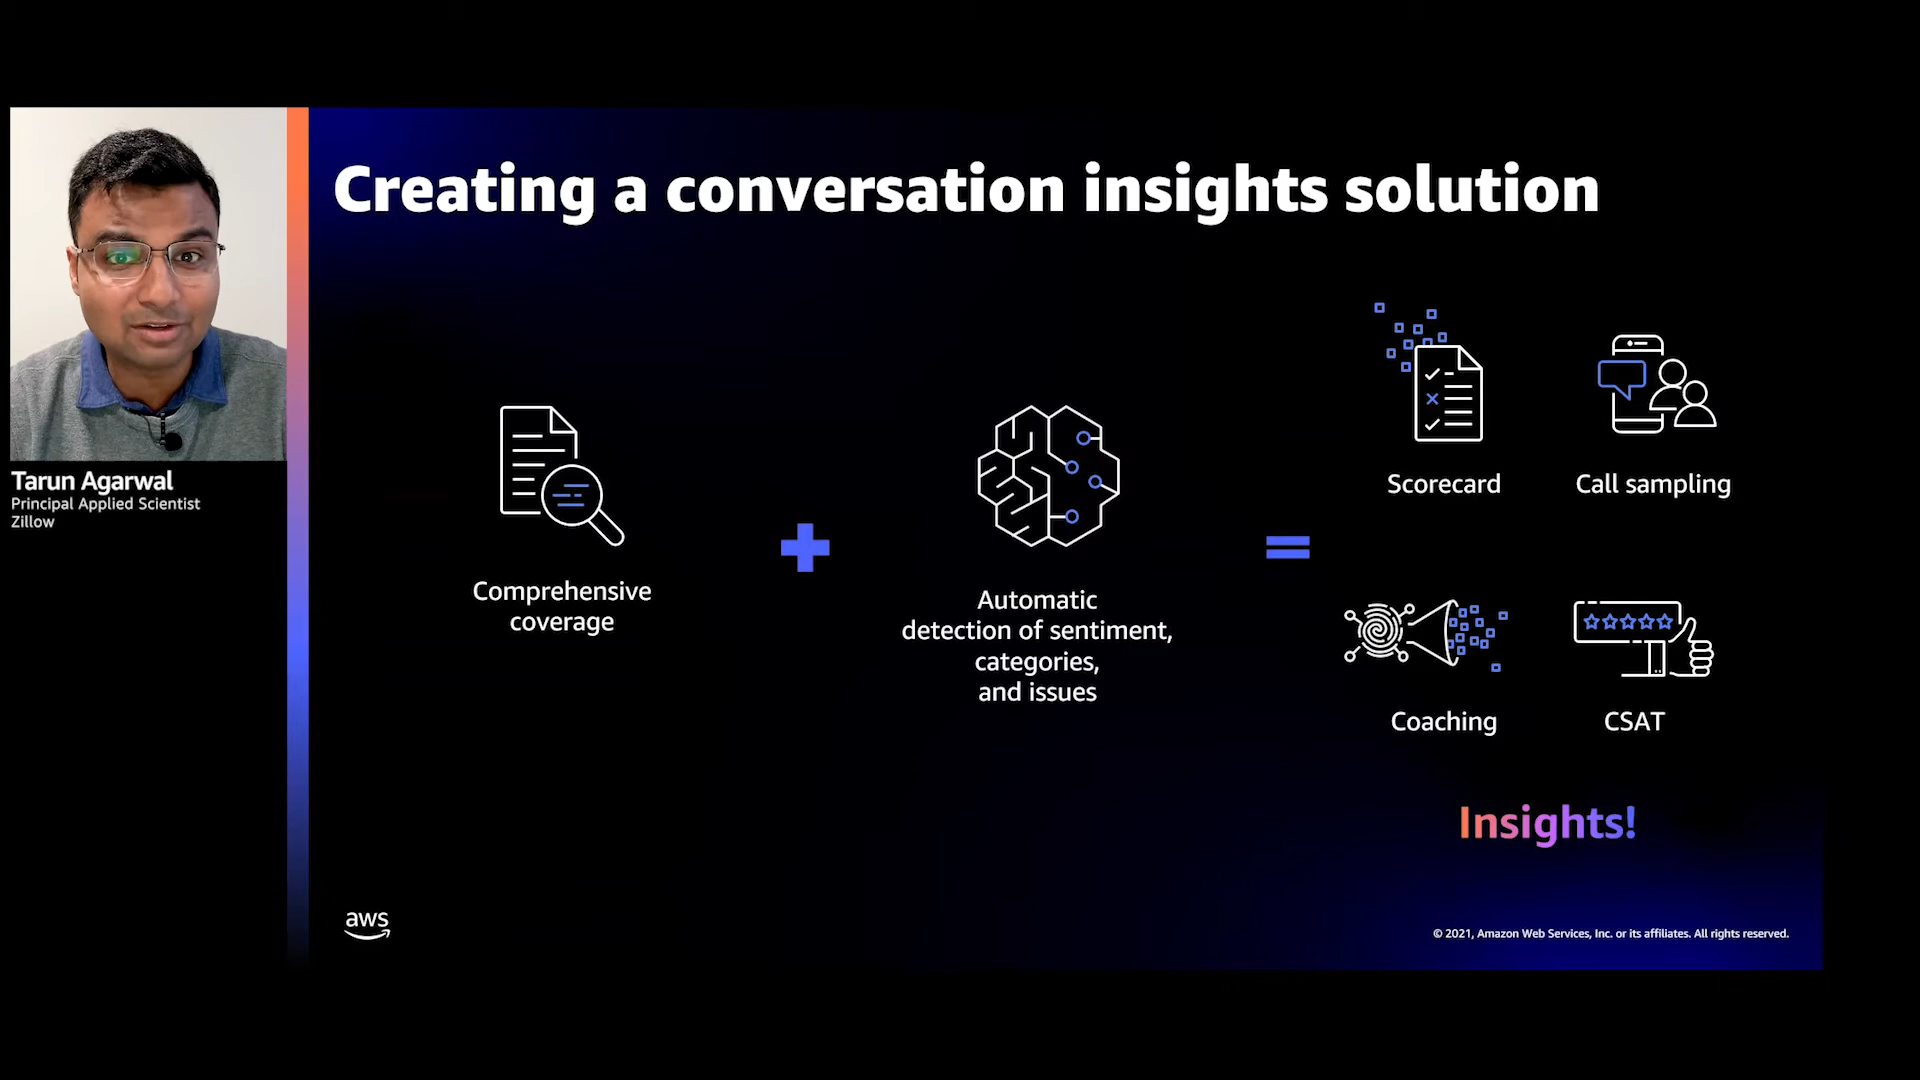 Creating a conversation insights solution
Tarun Agarwal
Principal Applied Scientist
Zillow
Comprehensive
coverage
Automatic
detection of sentiment,
categories,
and issues
Scorecard
Call sampling
Coaching
CSAT
Insights!
aws
© 2021, Amazon Web Services, Inc. or its affiliates. All rights reserved.